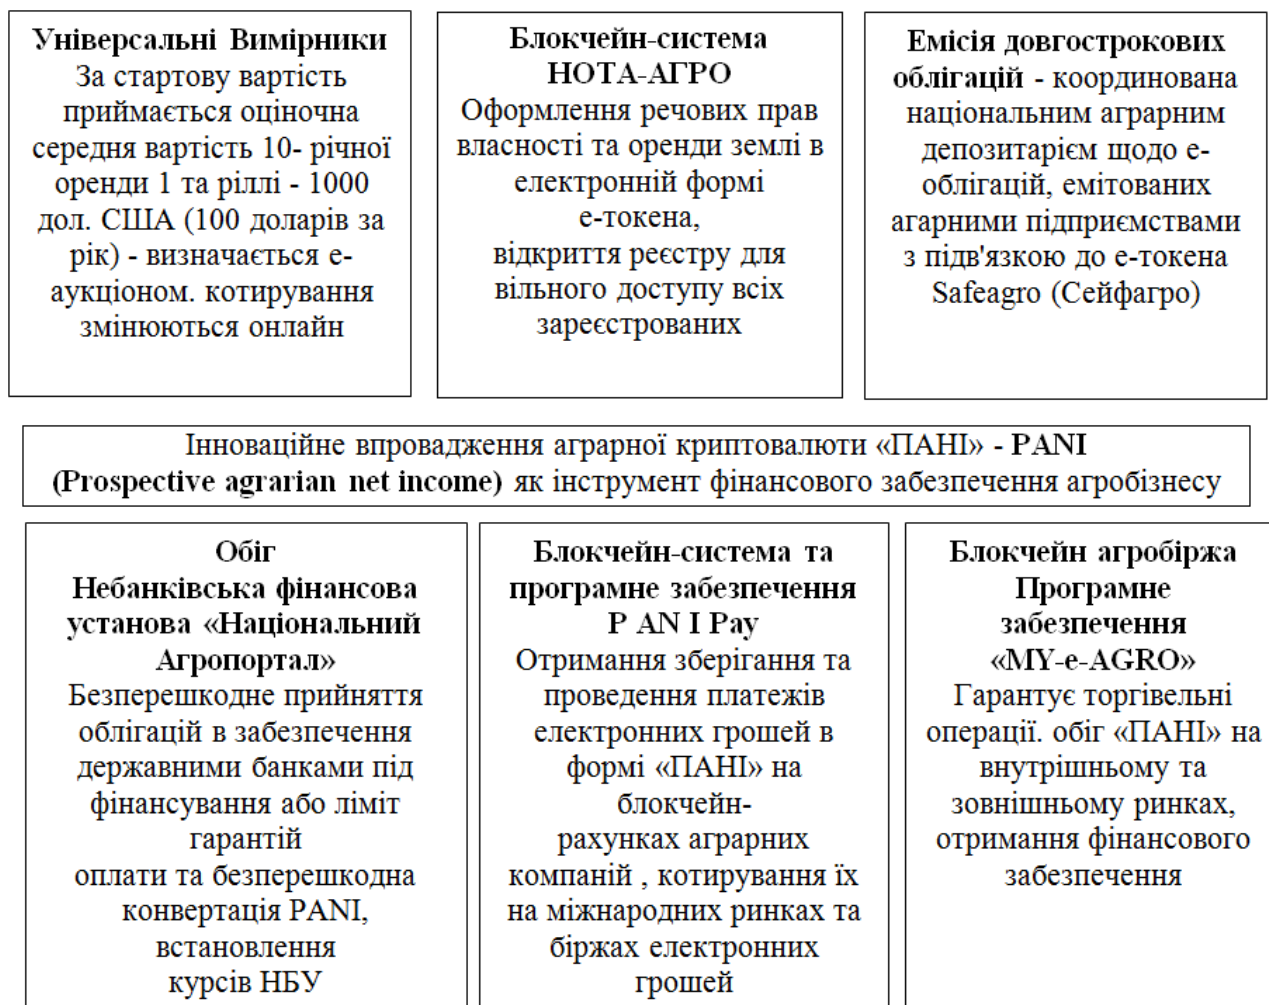 Універсальні Вимірники
За стартову вартість
приймається оціночна
середня вартість 10- річної
оренди 1 та ріллі - 1000
дол. США (100 доларів за
рік) - визначається е-
аукціоном. котирування
змінюються онлайн
Блокчейн-система
НОТА-АГРО
Оформлення речових прав
власності та оренди землі в
електронній формі
е-токена,
відкриття реєстру для
вільного доступу всіх
зареєстрованих
Емісія довгострокових
облігацій - координована
національним аграрним
депозитарієм щодо е-
облігацій, емітованих
агарними підприємствами
з підв'язкою до е-токена
Safeagro (Сейфагро)
Інноваційне впровадження аграрної криптовалюти «ПАНІ» - PANI
(Prospective agrarian net income) як інструмент фінансового забезпечення агробізнесу
Обіг
Небанківська фінансова
установа «Національний
Агропортал»
Безперешкодне прийняття
облігацій в забезпечення
державними банками під
фінансування або ліміт
гарантій
оплати та безперешкодна
конвертація PANI,
встановлення
курсів НБУ
Блокчейн-система та
програмне забезпечення
P AN I Pay
Отримання зберігання та
проведення платежів
електронних грошей в
формі «ПАНІ» на
блокчейн-
рахунках аграрних
компаній , котирування їх
на міжнародних ринках та
біржах електронних
грошей
Блокчейн агробіржа
Програмне
забезпечення
«MY-e-AGRO»
Гарантує торгівельні
операції. обіг «ПАНІ» на
внутрішньому та
зовнішньому ринках,
отримання фінансового
забезпечення